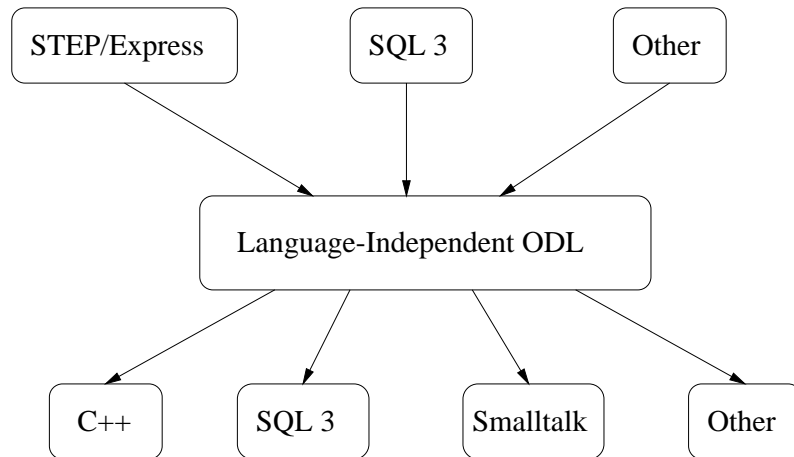 STEP/Express
SQL 3
Other
Language-Independent ODL
C++
SQL 3
Smalltalk
Other